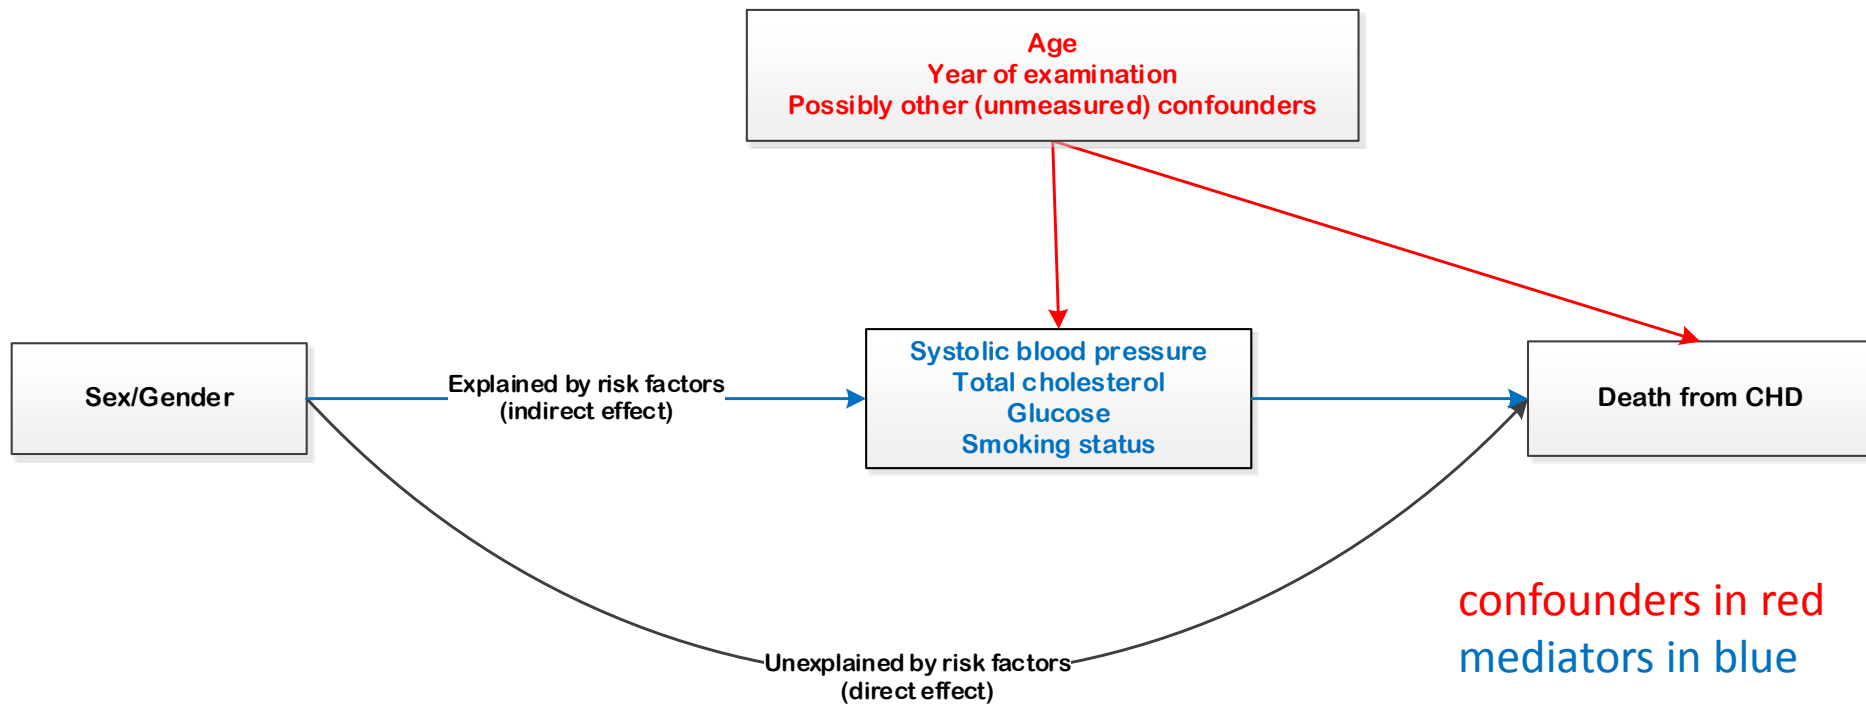 Age
Year of examination
Possibly other (unmeasured) confounders
Sex/Gender
Explained by risk factors
(indirect effect)
Systolic blood pressure
Total cholesterol
Glucose
Smoking status
Death from CHD
Unexplained by risk factors
(direct effect)
confounders in red
mediators in blue